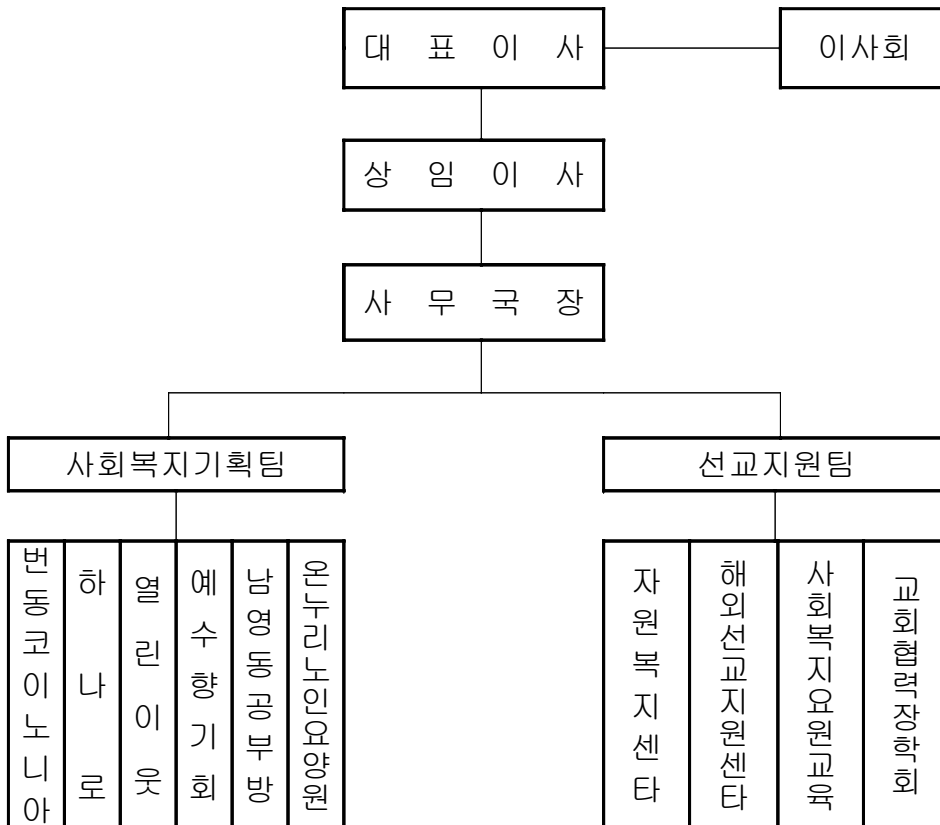 대 표 이 사
이사회
상 임 이 사
사 무 국 장
사회복지기획팀
선교지원팀
번동코이노니아
하나로
열린이웃
예수향기회
남영동공부방
온누리노인요양원
자원복지센타
해외선교지원센타
사회복지요원교육
교회협력장학회